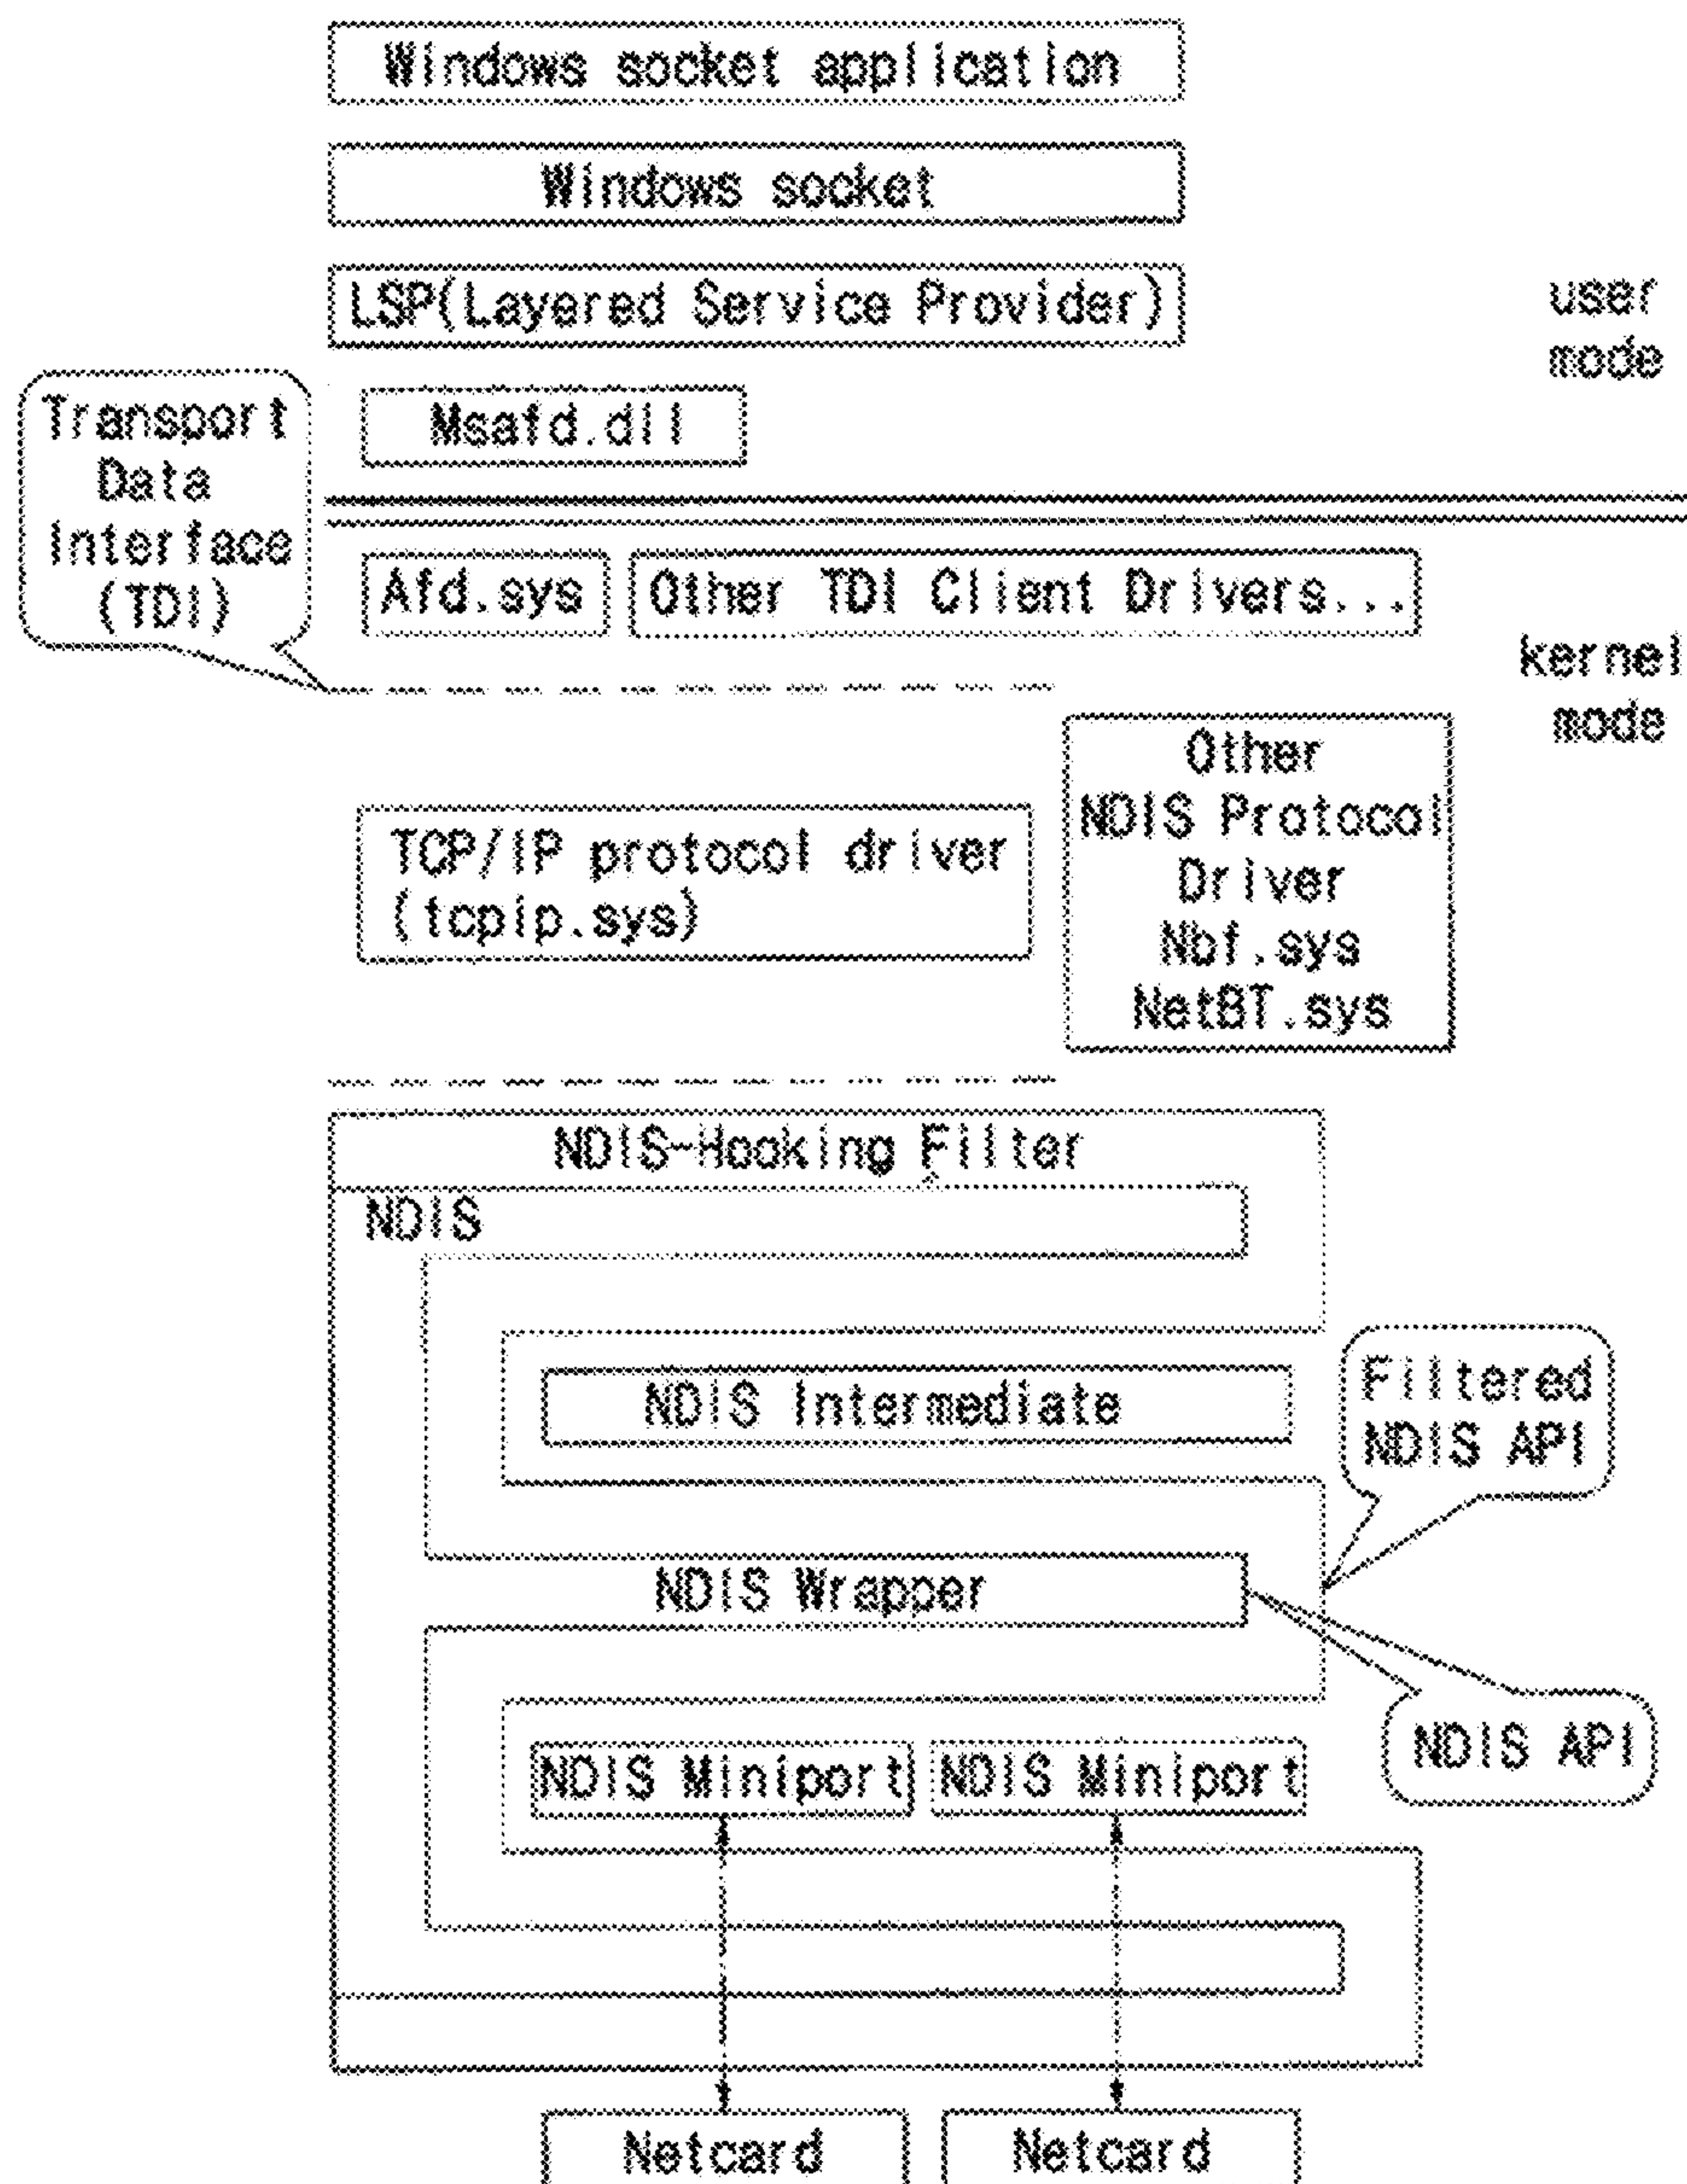 Windows socket application
Windows socket
LSP(Layered Service Provider)
user
mode
Transport
Data
Interface
(TDI)
Msafd.dll
Afd.sys
Other TDI Client Drivers...
kernel
mode
Other
NDIS Protocol
Driver
Nbf.sys
NetBT.sys
TCP/IP protocol driver
(tcpip.sys)
NDIS-Hooking Filter
NDIS
NDIS Intermediate
Filtered
NDIS API
NDIS Wrapper
NDIS API
NDIS Miniport
NDIS Miniport
Netcard
Netcard